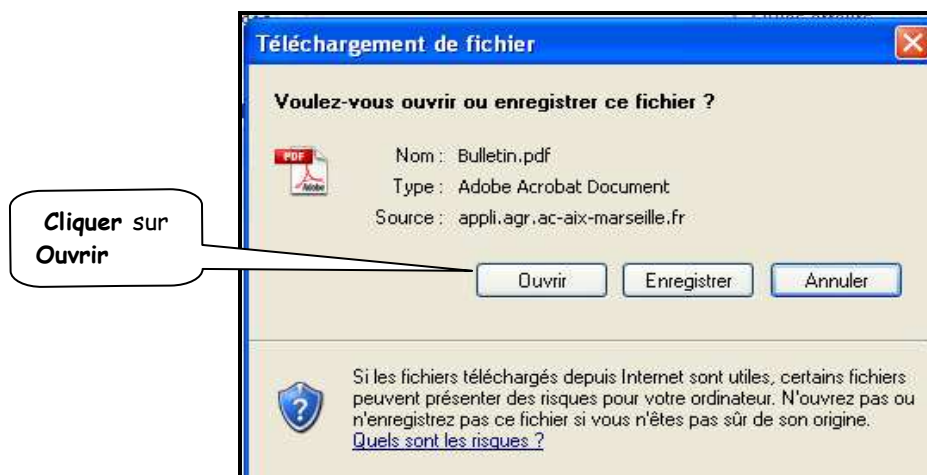 Téléchargement de fichier
Voulez-vous ouvrir ou enregistrer ce fichier ?
PDF
Adobe
Nom : Bulletin.pdf
Type : Adobe Acrobat Document
Source : appli.agr.ac-aix-marseille.fr
Cliquer sur
Ouvrir
Ouvrir Enregistrer Annuler
Si les fichiers téléchargés depuis Internet sont utiles, certains fichiers
peuvent présenter des risques pour votre ordinateur. N'ouvrez pas ou
n'enregistrez pas ce fichier si vous n'êtes pas sûr de son origine.
Quels sont les risques ?